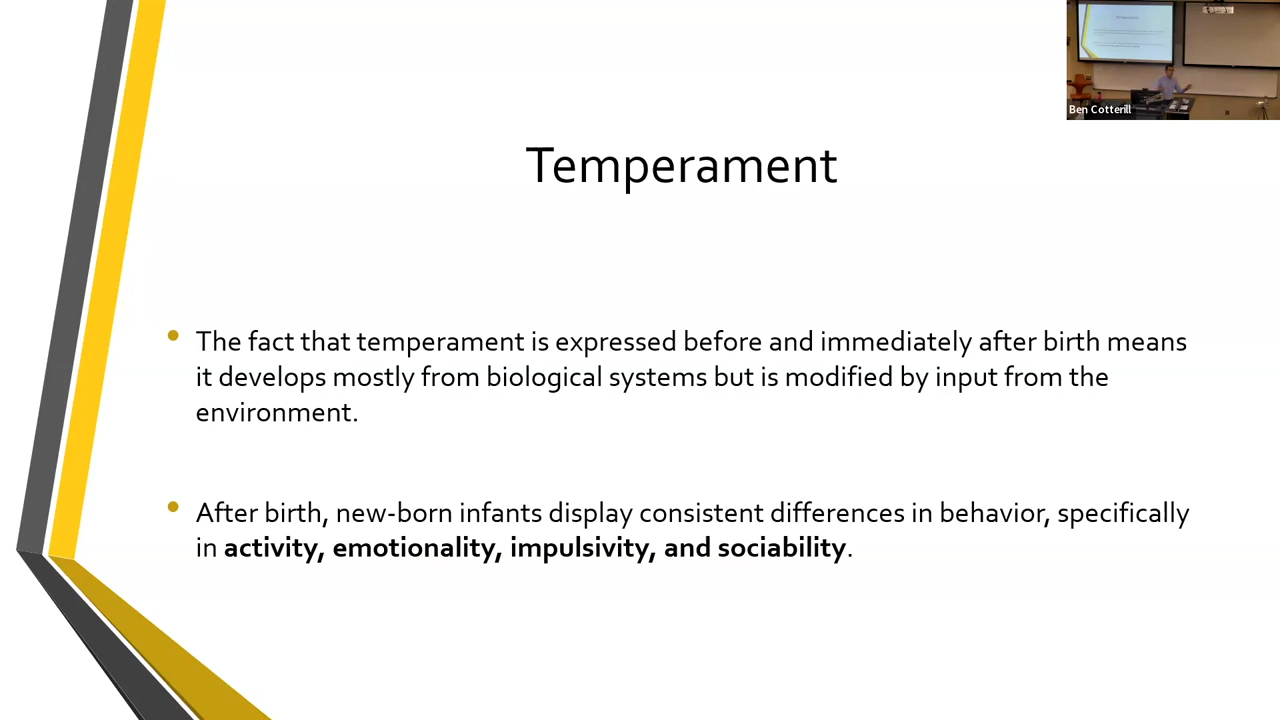 Ben Cotterill
Temperament
The fact that temperament is expressed before and immediately after birth means
it develops mostly from biological systems but is modified by input from the
environment.
After birth, new-born infants display consistent differences in behavior, specifically
in activity, emotionality, impulsivity, and sociability.